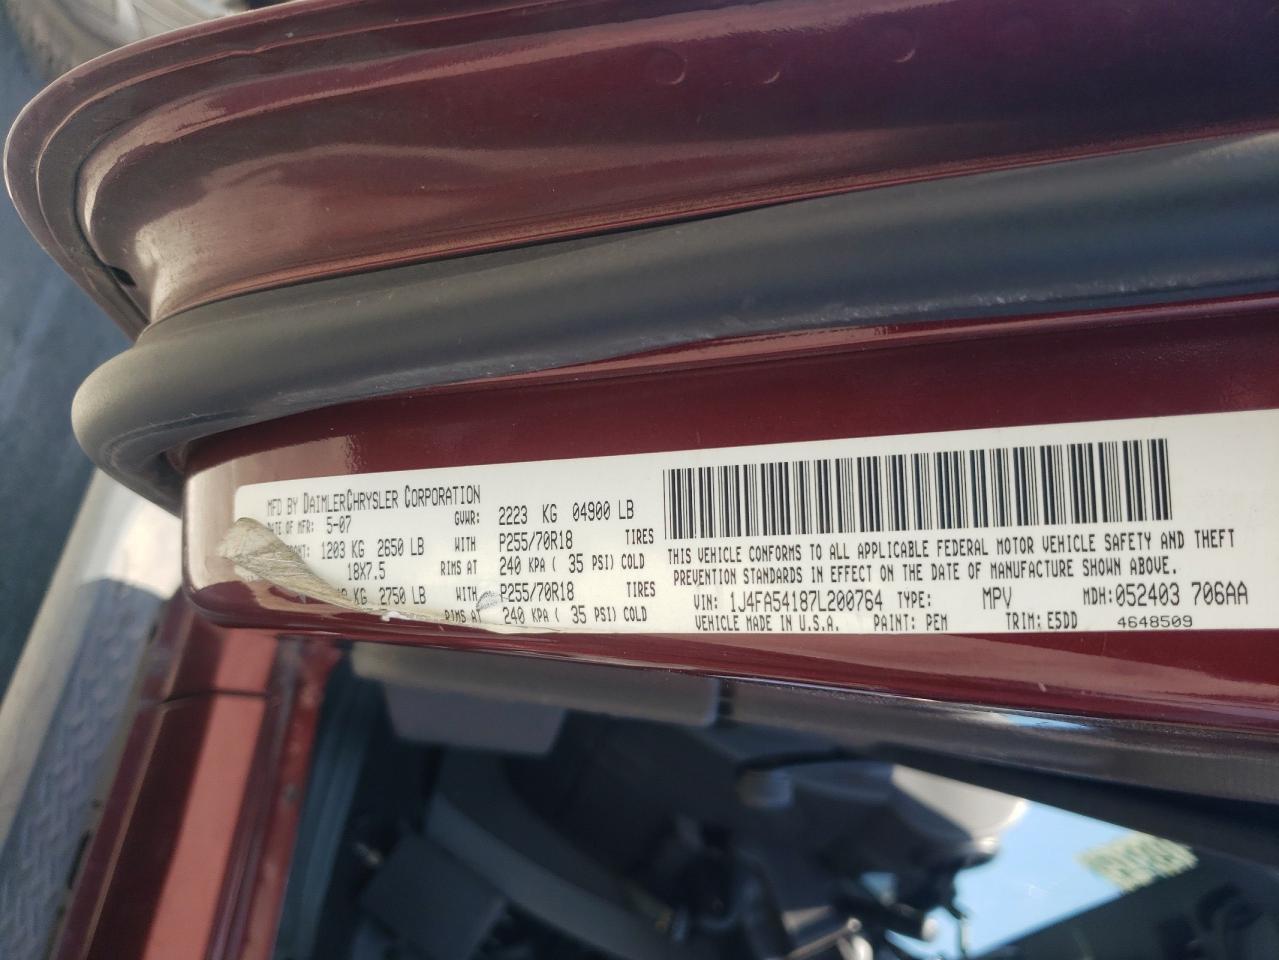 MFD BY DAIMLERCHRYSLER CORPORATION
DATE OF MFR: 5-07 GVWR: 2223 KG 04900 LB
1203 KG 2650 LB WITH P255/70R18 TIRES
18X7.5 RIMS AT 240 KPA ( 35 PSI) COLD
KG 2750 LB WITH P255/70R18 TIRES
RIMS AT 240 KPA ( 35 PSI) COLD
THIS VEHICLE CONFORMS TO ALL APPLICABLE FEDERAL MOTOR VEHICLE SAFETY AND THEFT
PREVENTION STANDARDS IN EFFECT ON THE DATE OF MANUFACTURE SHOWN ABOVE.
VIN: 1J4FA54187L200764 TYPE: MPV MDH: 052403 706AA
VEHICLE MADE IN U.S.A. PAINT: PEM TRIM: E5DD 4648509